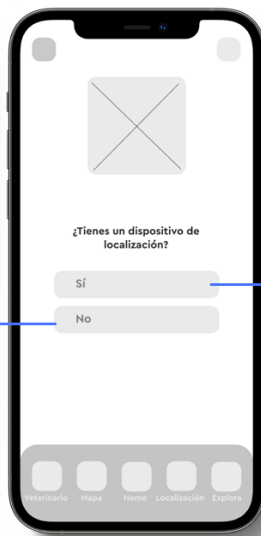 ¿Tienes un dispositivo de
localización?
Sí
No
Veterinario Mapa Home Localización Explora